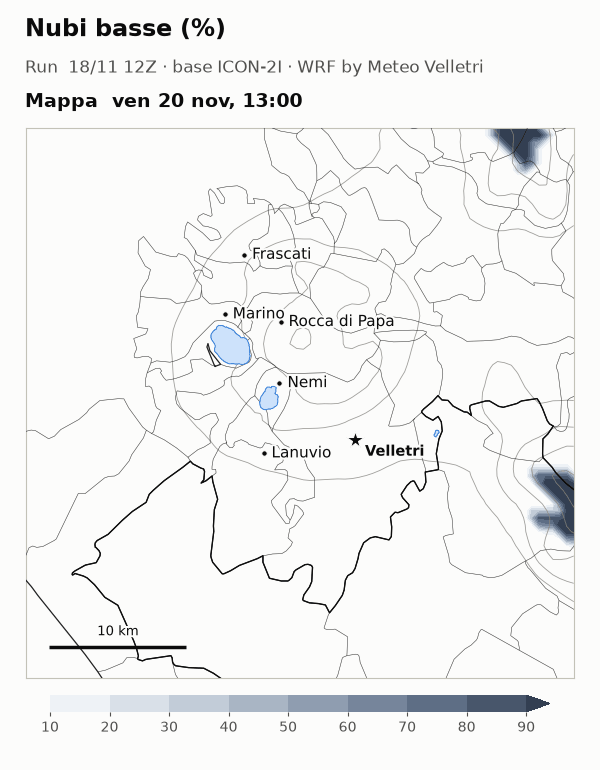 Nubi basse (%)
Run  18/11 12Z · base ICON-2I · WRF by Meteo Velletri
Mappa  ven 20 nov, 13:00
Frascati
Marino
Rocca di Papa
Nemi
Velletri
Lanuvio
10 km
10 20 30 40 50 60 70 80 90